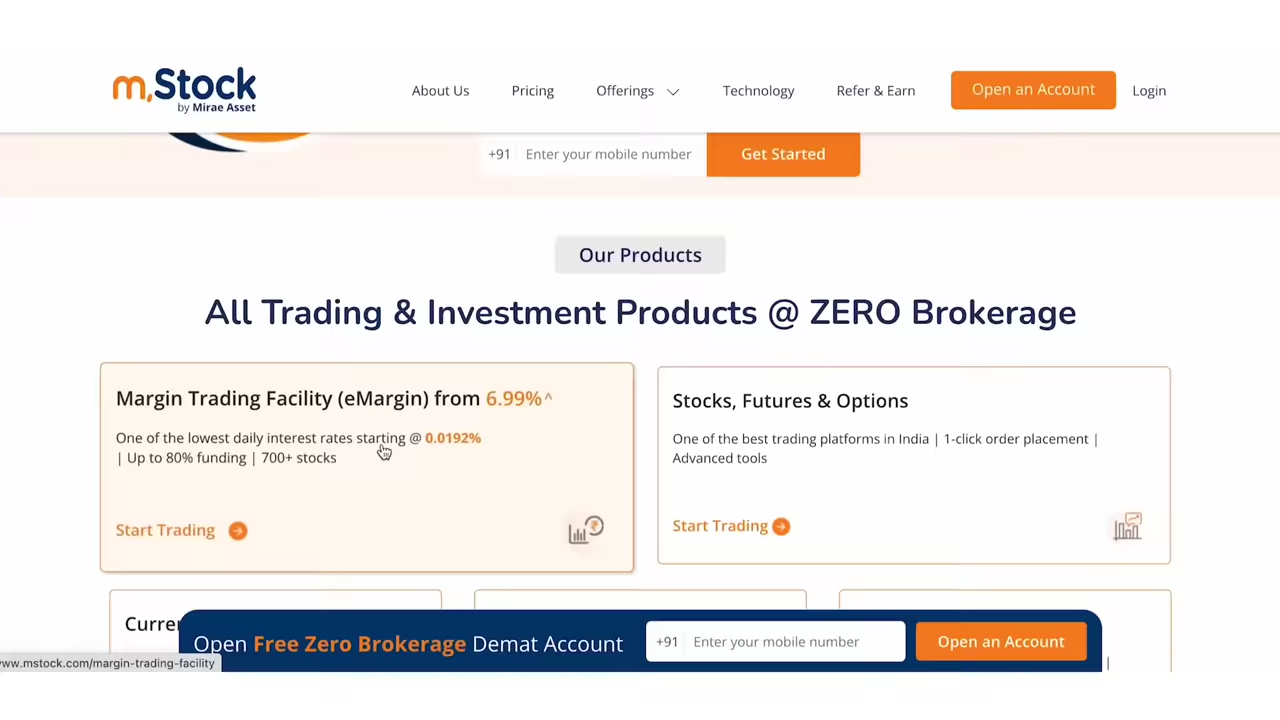 m.Stock
by Mirae Asset
About Us
Pricing
Offerings
Technology
Refer & Earn
Open an Account
Login
+91 Enter your mobile number
Get Started
Our Products
All Trading & Investment Products @ ZERO Brokerage
Margin Trading Facility (eMargin) from 6.99%^
One of the lowest daily interest rates starting @ 0.0192%
| Up to 80% funding | 700+ stocks
Start Trading
Stocks, Futures & Options
One of the best trading platforms in India | 1-click order placement |
Advanced tools
Start Trading
Open Free Zero Brokerage Demat Account
+91 Enter your mobile number
Open an Account
www.mstock.com/margin-trading-facility